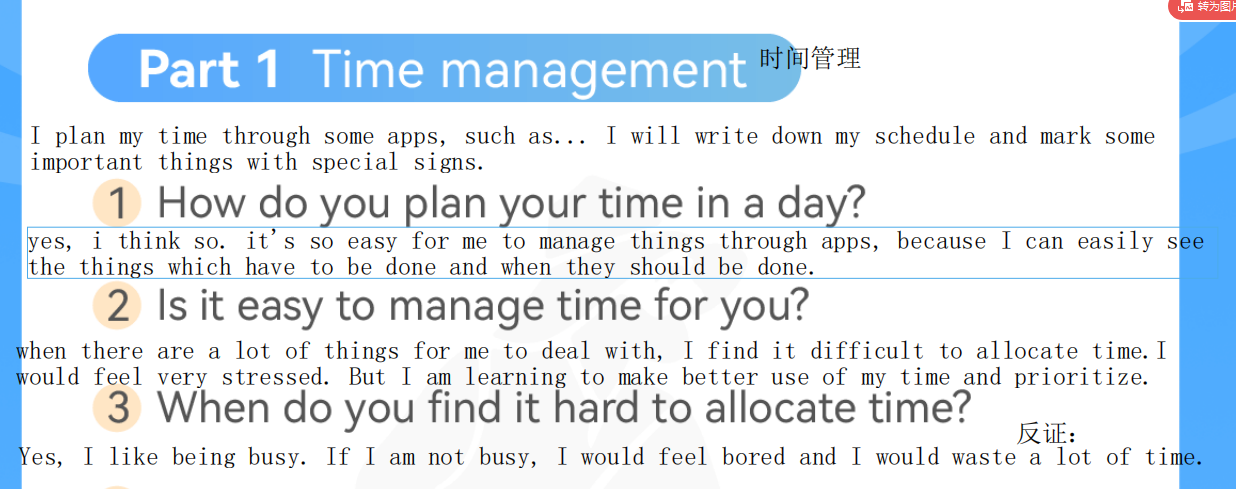 转为图片
Part 1 Time management 时间管理
I plan my time through some apps, such as... I will write down my schedule and mark some
important things with special signs.
1 How do you plan your time in a day?
yes, i think so. it's so easy for me to manage things through apps, because I can easily see
the things which have to be done and when they should be done.
2 Is it easy to manage time for you?
when there are a lot of things for me to deal with, I find it difficult to allocate time.I
would feel very stressed. But I am learning to make better use of my time and prioritize.
3 When do you find it hard to allocate time?
反证:
Yes, I like being busy. If I am not busy, I would feel bored and I would waste a lot of time.